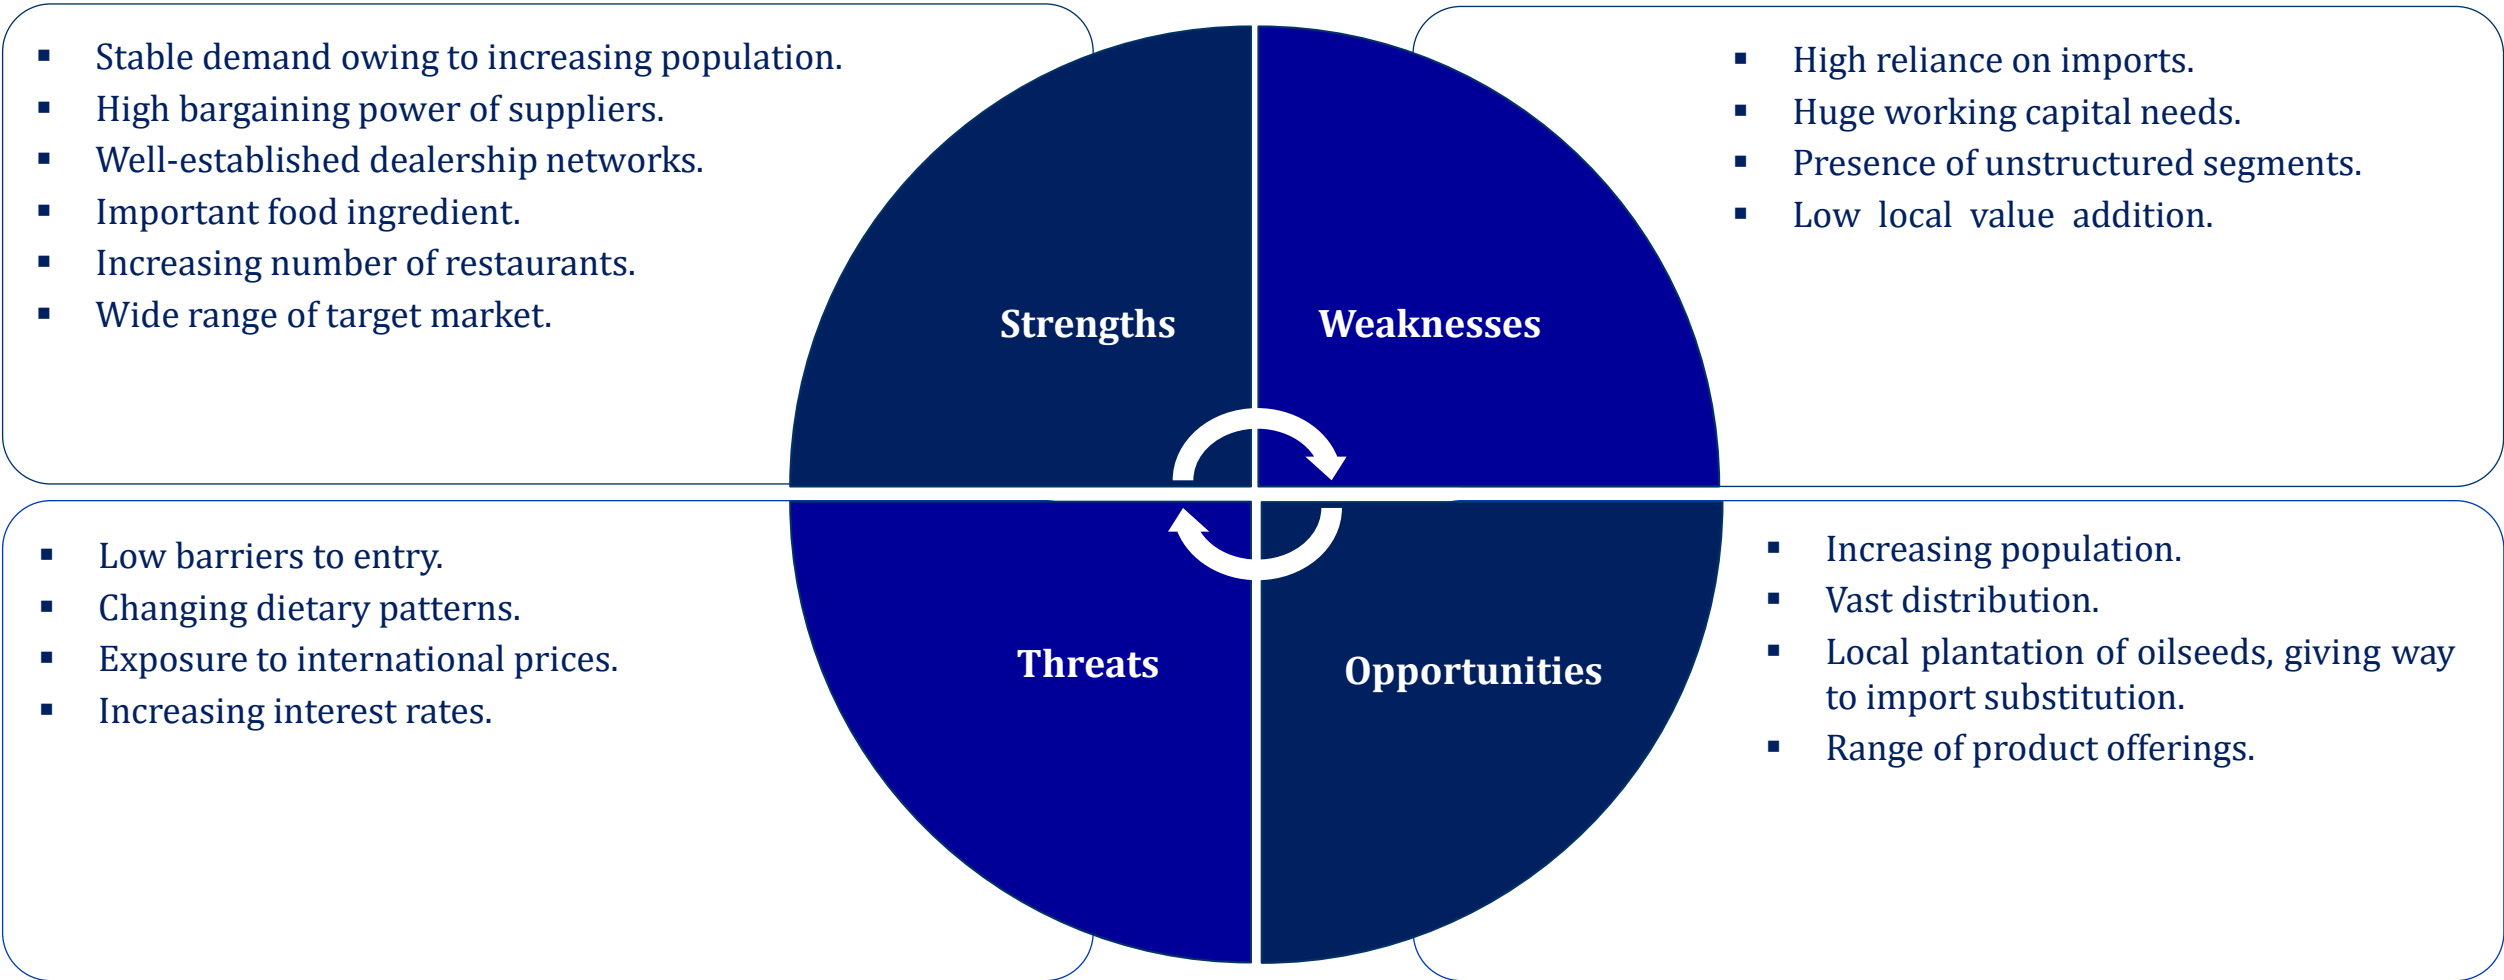 ▪ Stable demand owing to increasing population.
▪ High bargaining power of suppliers.
▪ Well-established dealership networks.
▪ Important food ingredient.
▪ Increasing number of restaurants.
▪ Wide range of target market.
Strengths
▪ High reliance on imports.
▪ Huge working capital needs.
▪ Presence of unstructured segments.
▪ Low local value addition.
Weaknesses
▪ Low barriers to entry.
▪ Changing dietary patterns.
▪ Exposure to international prices.
▪ Increasing interest rates.
Threats
▪ Increasing population.
▪ Vast distribution.
▪ Local plantation of oilseeds, giving way
to import substitution.
▪ Range of product offerings.
Opportunities